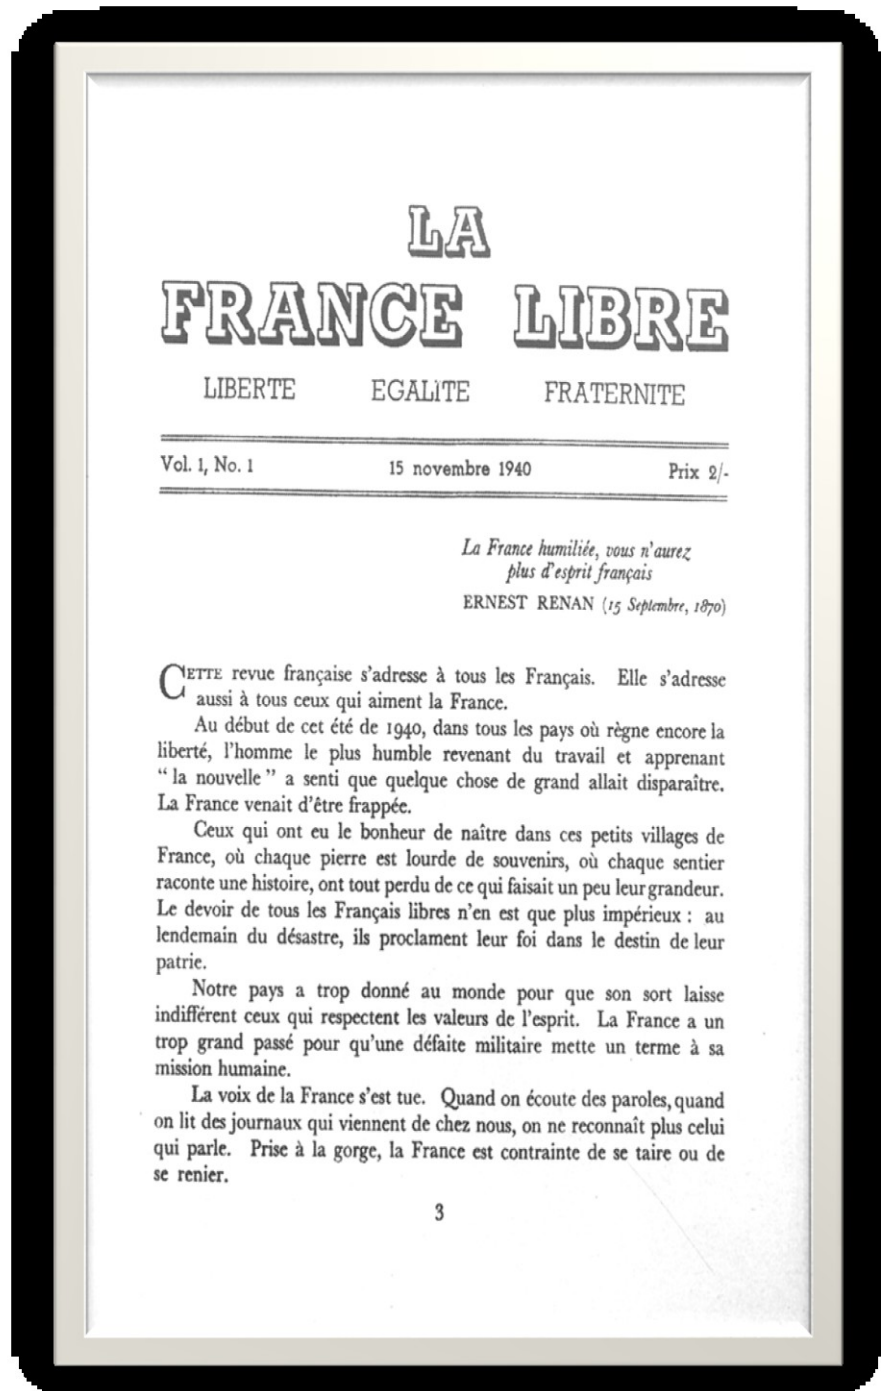 LA
FRANCE LIBRE
LIBERTE EGALITE FRATERNITE
Vol. 1, No. 1 15 novembre 1940 Prix 2/-
La France humiliée, vous n'aurez
plus d'esprit français
ERNEST RENAN (15 Septembre, 1870)
CETTE revue française s'adresse à tous les Français. Elle s'adresse
aussi à tous ceux qui aiment la France.
Au début de cet été de 1940, dans tous les pays où règne encore la
liberté, l'homme le plus humble revenant du travail et apprenant
" la nouvelle " a senti que quelque chose de grand allait disparaître.
La France venait d'être frappée.
Ceux qui ont eu le bonheur de naître dans ces petits villages de
France, où chaque pierre est lourde de souvenirs, où chaque sentier
raconte une histoire, ont tout perdu de ce qui faisait un peu leur grandeur.
Le devoir de tous les Français libres n'en est que plus impérieux : au
lendemain du désastre, ils proclament leur foi dans le destin de leur
patrie.
Notre pays a trop donné au monde pour que son sort laisse
indifférent ceux qui respectent les valeurs de l'esprit. La France a un
trop grand passé pour qu'une défaite militaire mette un terme à sa
mission humaine.
La voix de la France s'est tue. Quand on écoute des paroles, quand
on lit des journaux qui viennent de chez nous, on ne reconnaît plus celui
qui parle. Prise à la gorge, la France est contrainte de se taire ou de
se renier.
3